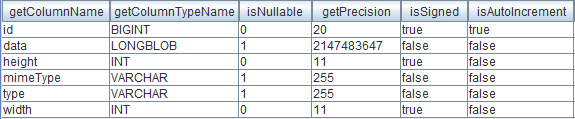 getColumnName getColumnTypeName isNullable getPrecision isSigned isAutoIncrement
id BIGINT 0 20 true true
data LONGBLOB 1 2147483647 false false
height INT 0 11 true false
mimeType VARCHAR 1 255 false false
type VARCHAR 1 255 false false
width INT 0 11 true false